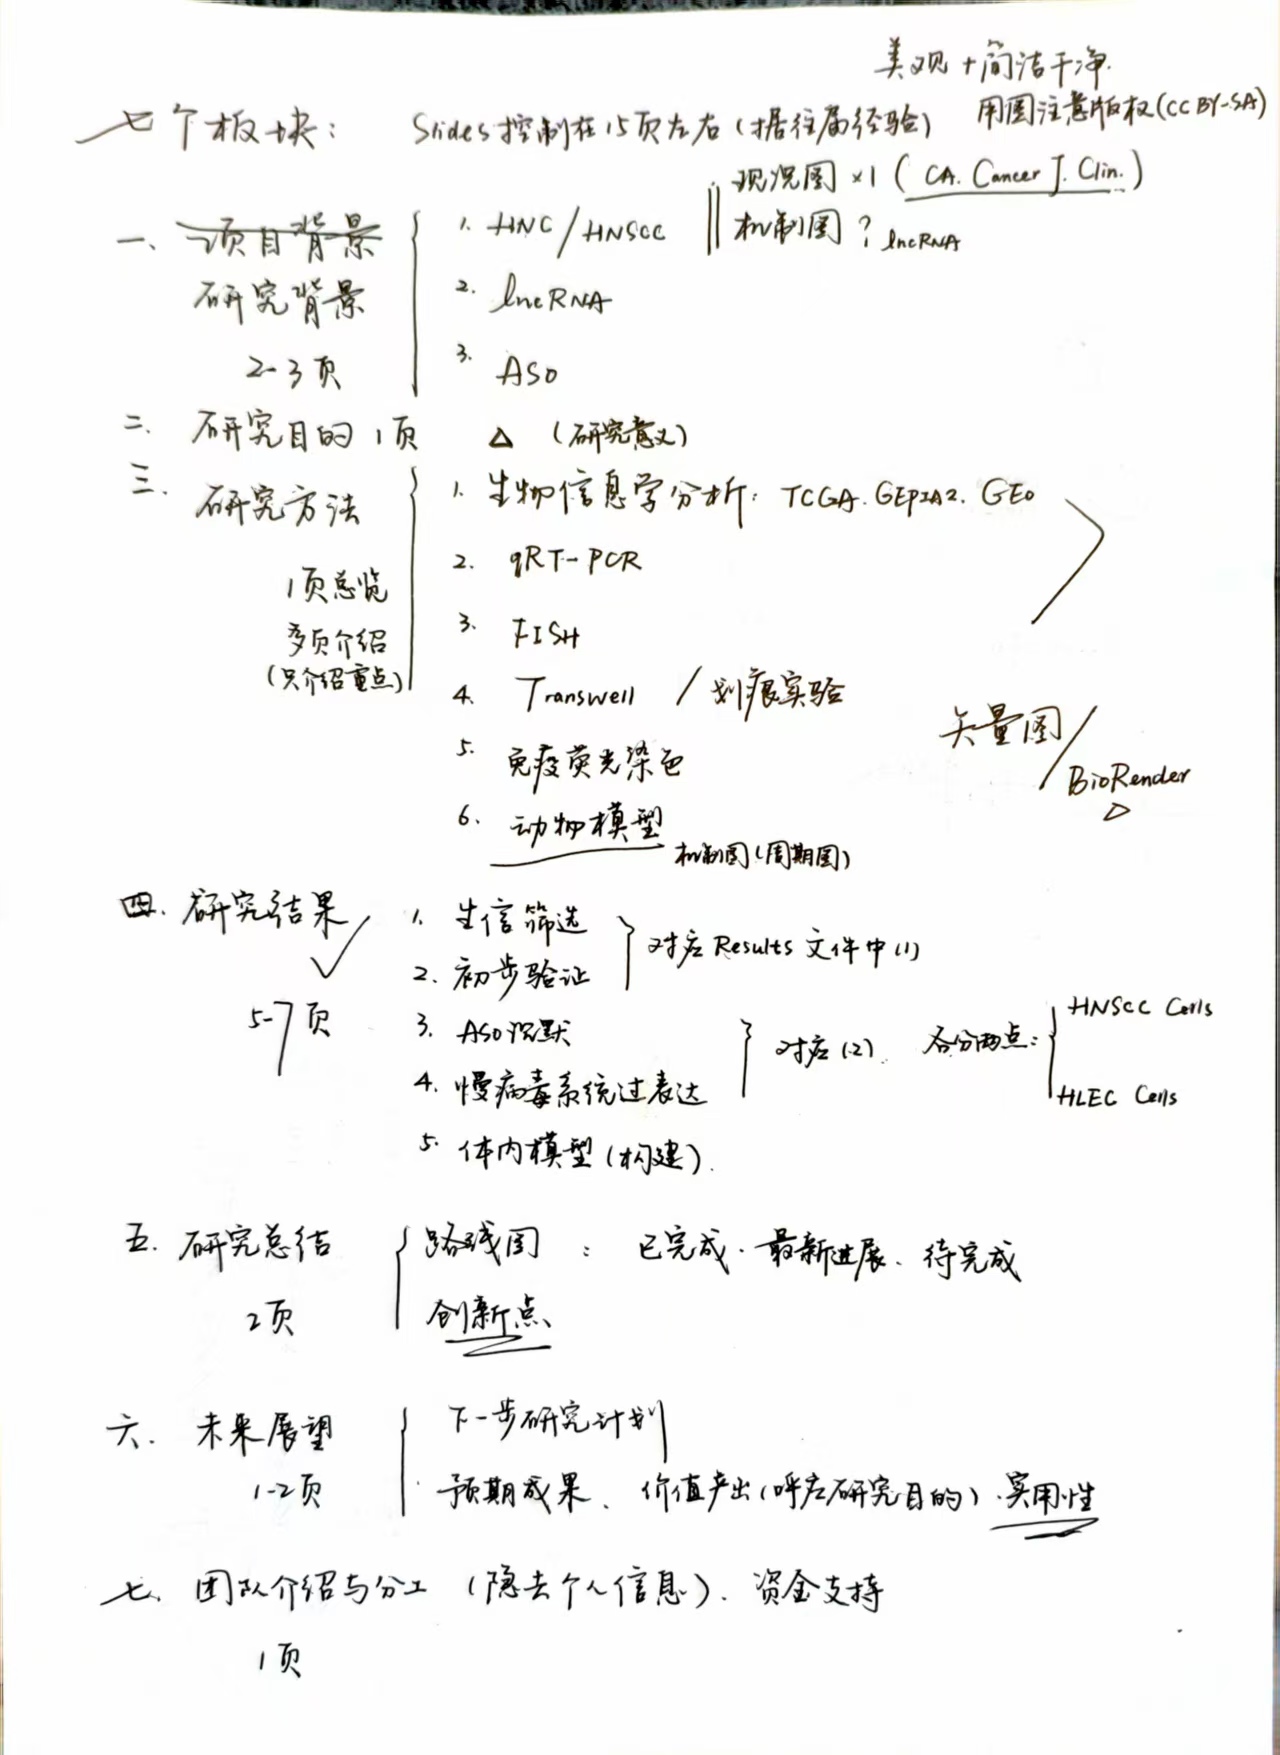 美观+简洁干净.
七个板块: Slides控制在15页左右(据往届经验) 用图注意版权(CC BY-SA)
现况图×1 (CA. Cancer J. Clin.)
一、 项目背景 1. HNC/HNSCC 机制图? lncRNA
研究背景 2. lncRNA
2-3页 3. ASO
二. 研究目的 1页 △ (研究意义)
三. 研究方法 1. 生物信息学分析: TCGA. GEPIA2. GEO
2. qRT-PCR
1页总览
多页介绍 3. FISH
(只介绍重点) 4. Transwell / 划痕实验
矢量图/
5. 免疫荧光染色 BioRender
△
6. 动物模型 机制图(周期图)
四. 研究结果 ✓ 1. 生信筛选 对应Results文件中(1)
2. 初步验证
5-7页 3. ASO沉默 对应(2). 各分两点: HNSCC Cells
4. 慢病毒系统过表达 HLEC Cells
5. 体内模型(构建).
五. 研究总结 路线图 : 已完成. 最新进展、待完成
2页 创新点
六. 未来展望 下一步研究计划
1-2页 预期成果、价值产出(呼应研究目的). 实用性
七. 团队介绍与分工 (隐去个人信息). 资金支持
1页